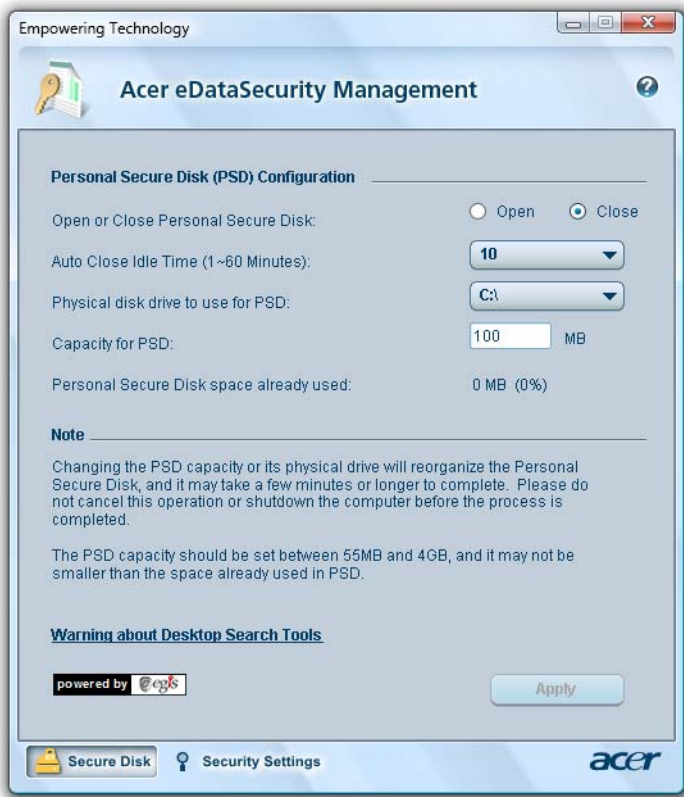 Empowering Technology
Acer eDataSecurity Management
?
Personal Secure Disk (PSD) Configuration
Open or Close Personal Secure Disk: Open Close
Auto Close Idle Time (1~60 Minutes): 10
Physical disk drive to use for PSD: C:\
Capacity for PSD: 100 MB
Personal Secure Disk space already used: 0 MB (0%)
Note
Changing the PSD capacity or its physical drive will reorganize the Personal
Secure Disk, and it may take a few minutes or longer to complete. Please do
not cancel this operation or shutdown the computer before the process is
completed.
The PSD capacity should be set between 55MB and 4GB, and it may not be
smaller than the space already used in PSD.
Warning about Desktop Search Tools
powered by egis
Apply
Secure Disk Security Settings acer